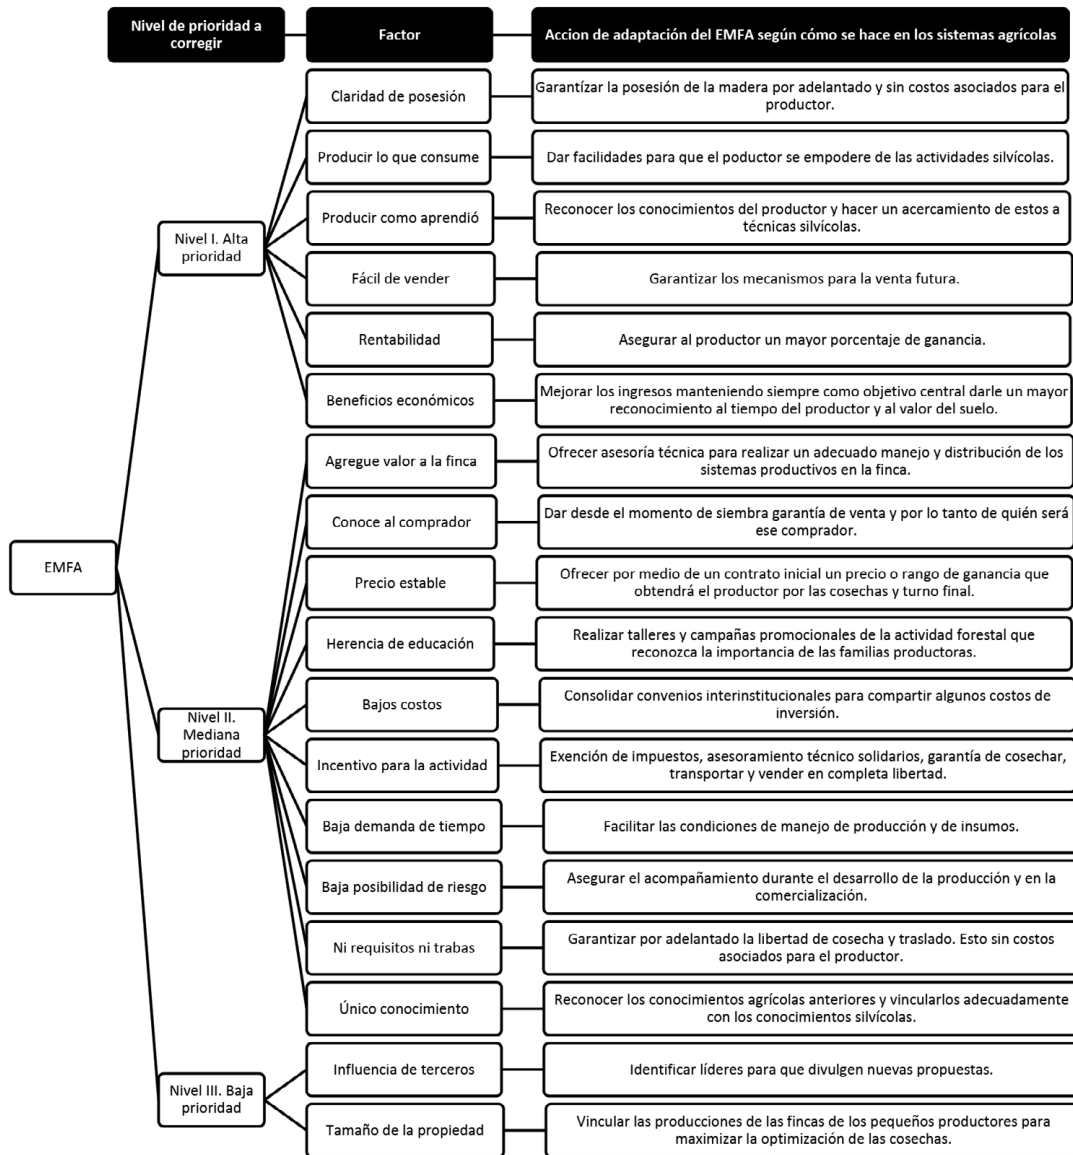 Nivel de prioridad a
corregir
Factor
Accion de adaptación del EMFA según cómo se hace en los sistemas agrícolas
Claridad de posesión
Garantízar la posesión de la madera por adelantado y sin costos asociados para el
productor.
Producir lo que consume
Dar facilidades para que el poductor se empodere de las actividades silvícolas.
Nivel I. Alta
prioridad
Producir como aprendió
Reconocer los conocimientos del productor y hacer un acercamiento de estos a
técnicas silvícolas.
Fácil de vender
Garantizar los mecanismos para la venta futura.
Rentabilidad
Asegurar al productor un mayor porcentaje de ganancia.
Beneficios económicos
Mejorar los ingresos manteniendo siempre como objetivo central darle un mayor
reconocimiento al tiempo del productor y al valor del suelo.
Agregue valor a la finca
Ofrecer asesoría técnica para realizar un adecuado manejo y distribución de los
sistemas productivos en la finca.
Conoce al comprador
Dar desde el momento de siembra garantía de venta y por lo tanto de quién será
ese comprador.
EMFA
Precio estable
Ofrecer por medio de un contrato inicial un precio o rango de ganancia que
obtendrá el productor por las cosechas y turno final.
Herencia de educación
Realizar talleres y campañas promocionales de la actividad forestal que
reconozca la importancia de las familias productoras.
Nivel II.
Mediana
prioridad
Bajos costos
Consolidar convenios interinstitucionales para compartir algunos costos de
inversión.
Incentivo para la actividad
Exención de impuestos, asesoramiento técnico solidarios, garantía de cosechar,
transportar y vender en completa libertad.
Baja demanda de tiempo
Facilitar las condiciones de manejo de producción y de insumos.
Baja posibilidad de riesgo
Asegurar el acompañamiento durante el desarrollo de la producción y en la
comercialización.
Ni requisitos ni trabas
Garantizar por adelantado la libertad de cosecha y traslado. Esto sin costos
asociados para el productor.
Único conocimiento
Reconocer los conocimientos agrícolas anteriores y vincularlos adecuadamente
con los conocimientos silvícolas.
Nivel III. Baja
prioridad
Influencia de terceros
Identificar líderes para que divulgen nuevas propuestas.
Tamaño de la propiedad
Vincular las producciones de las fincas de los pequeños productores para
maximizar la optimización de las cosechas.